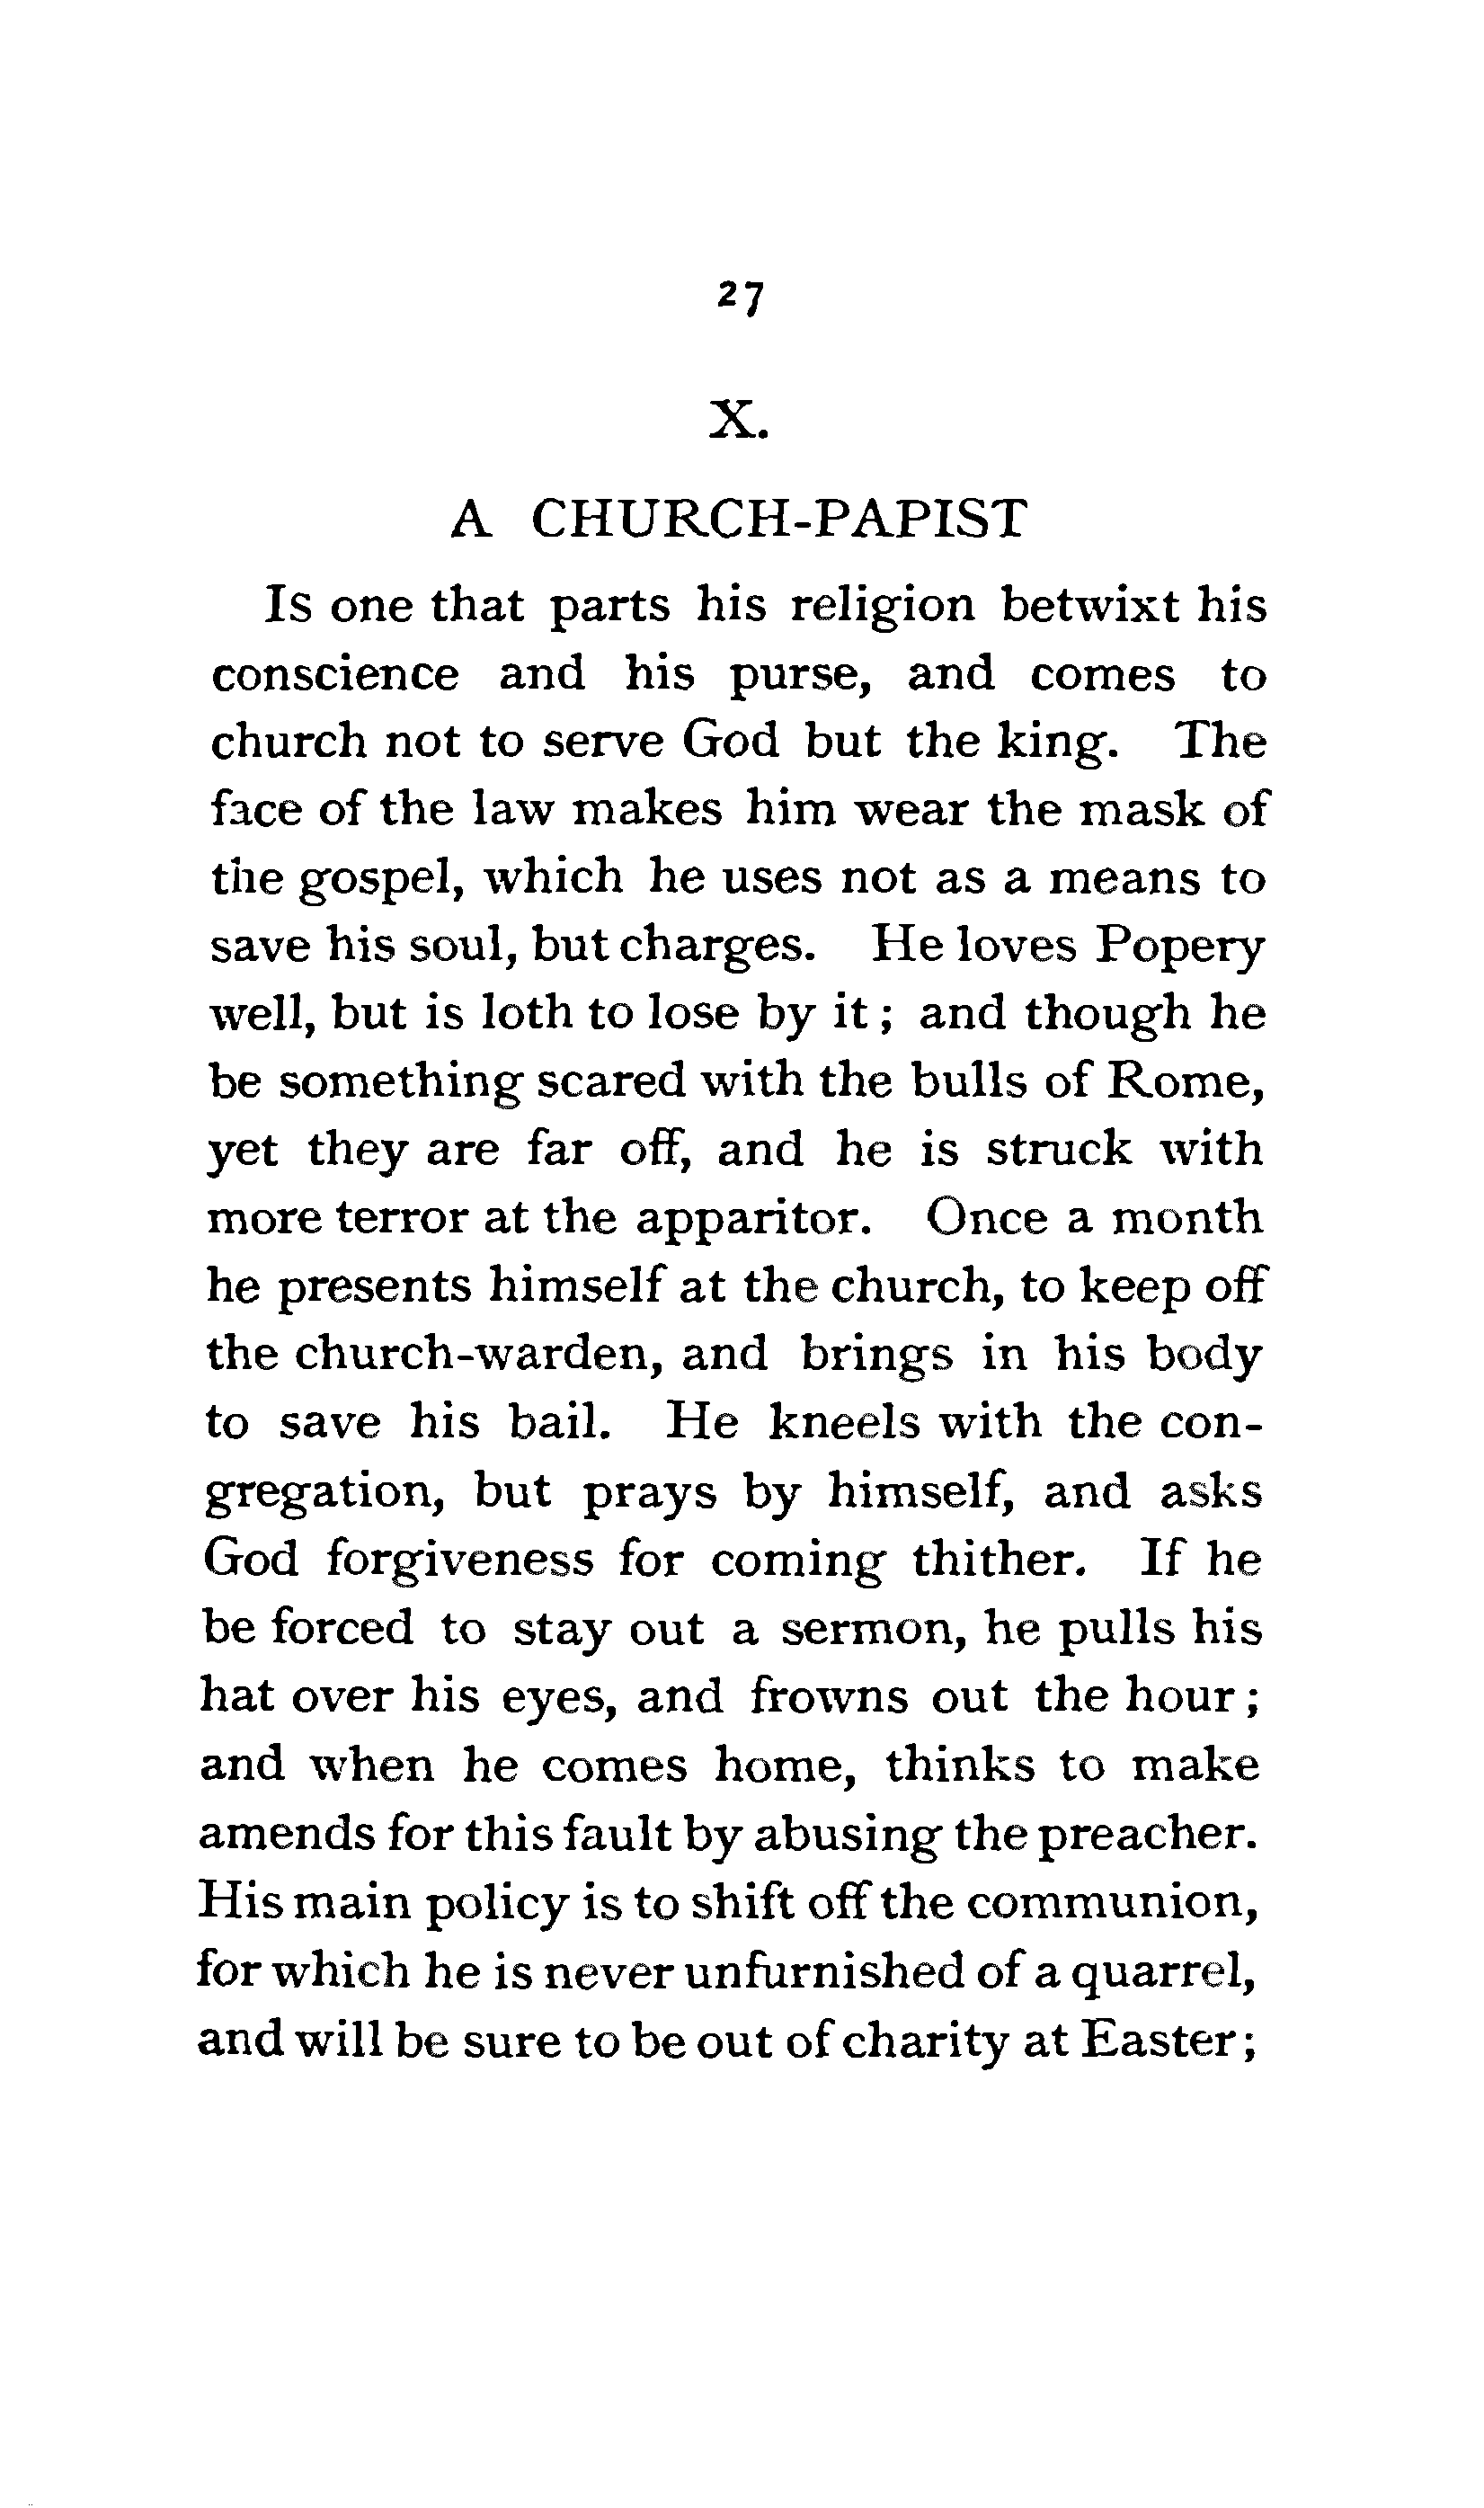 27
X.
A CHURCH-PAPIST
Is one that parts his religion betwixt his
conscience and his purse, and comes to
church not to serve God but the king. The
face of the law makes him wear the mask of
the gospel, which he uses not as a means to
save his soul, but charges. He loves Popery
well, but is loth to lose by it ; and though he
be something scared with the bulls of Rome,
yet they are far off, and he is struck with
more terror at the apparitor. Once a month
he presents himself at the church, to keep off
the church-warden, and brings in his body
to save his bail. He kneels with the con-
gregation, but prays by himself, and asks
God forgiveness for coming thither. If he
be forced to stay out a sermon, he pulls his
hat over his eyes, and frowns out the hour ;
and when he comes home, thinks to make
amends for this fault by abusing the preacher.
His main policy is to shift off the communion,
for which he is never unfurnished of a quarrel,
and will be sure to be out of charity at Easter ;